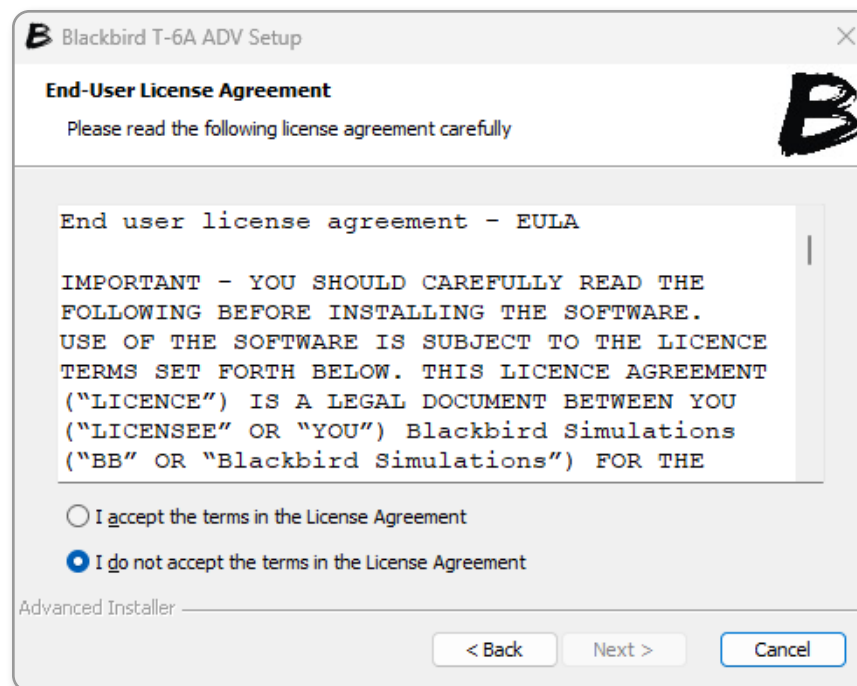 B Blackbird T-6A ADV Setup
End-User License Agreement
Please read the following license agreement carefully
B
End user license agreement – EULA
IMPORTANT – YOU SHOULD CAREFULLY READ THE
FOLLOWING BEFORE INSTALLING THE SOFTWARE.
USE OF THE SOFTWARE IS SUBJECT TO THE LICENCE
TERMS SET FORTH BELOW. THIS LICENCE AGREEMENT
(“LICENCE”) IS A LEGAL DOCUMENT BETWEEN YOU
(“LICENSEE” OR “YOU”) Blackbird Simulations
(“BB” OR “Blackbird Simulations”) FOR THE
I accept the terms in the License Agreement
I do not accept the terms in the License Agreement
Advanced Installer
< Back Next > Cancel